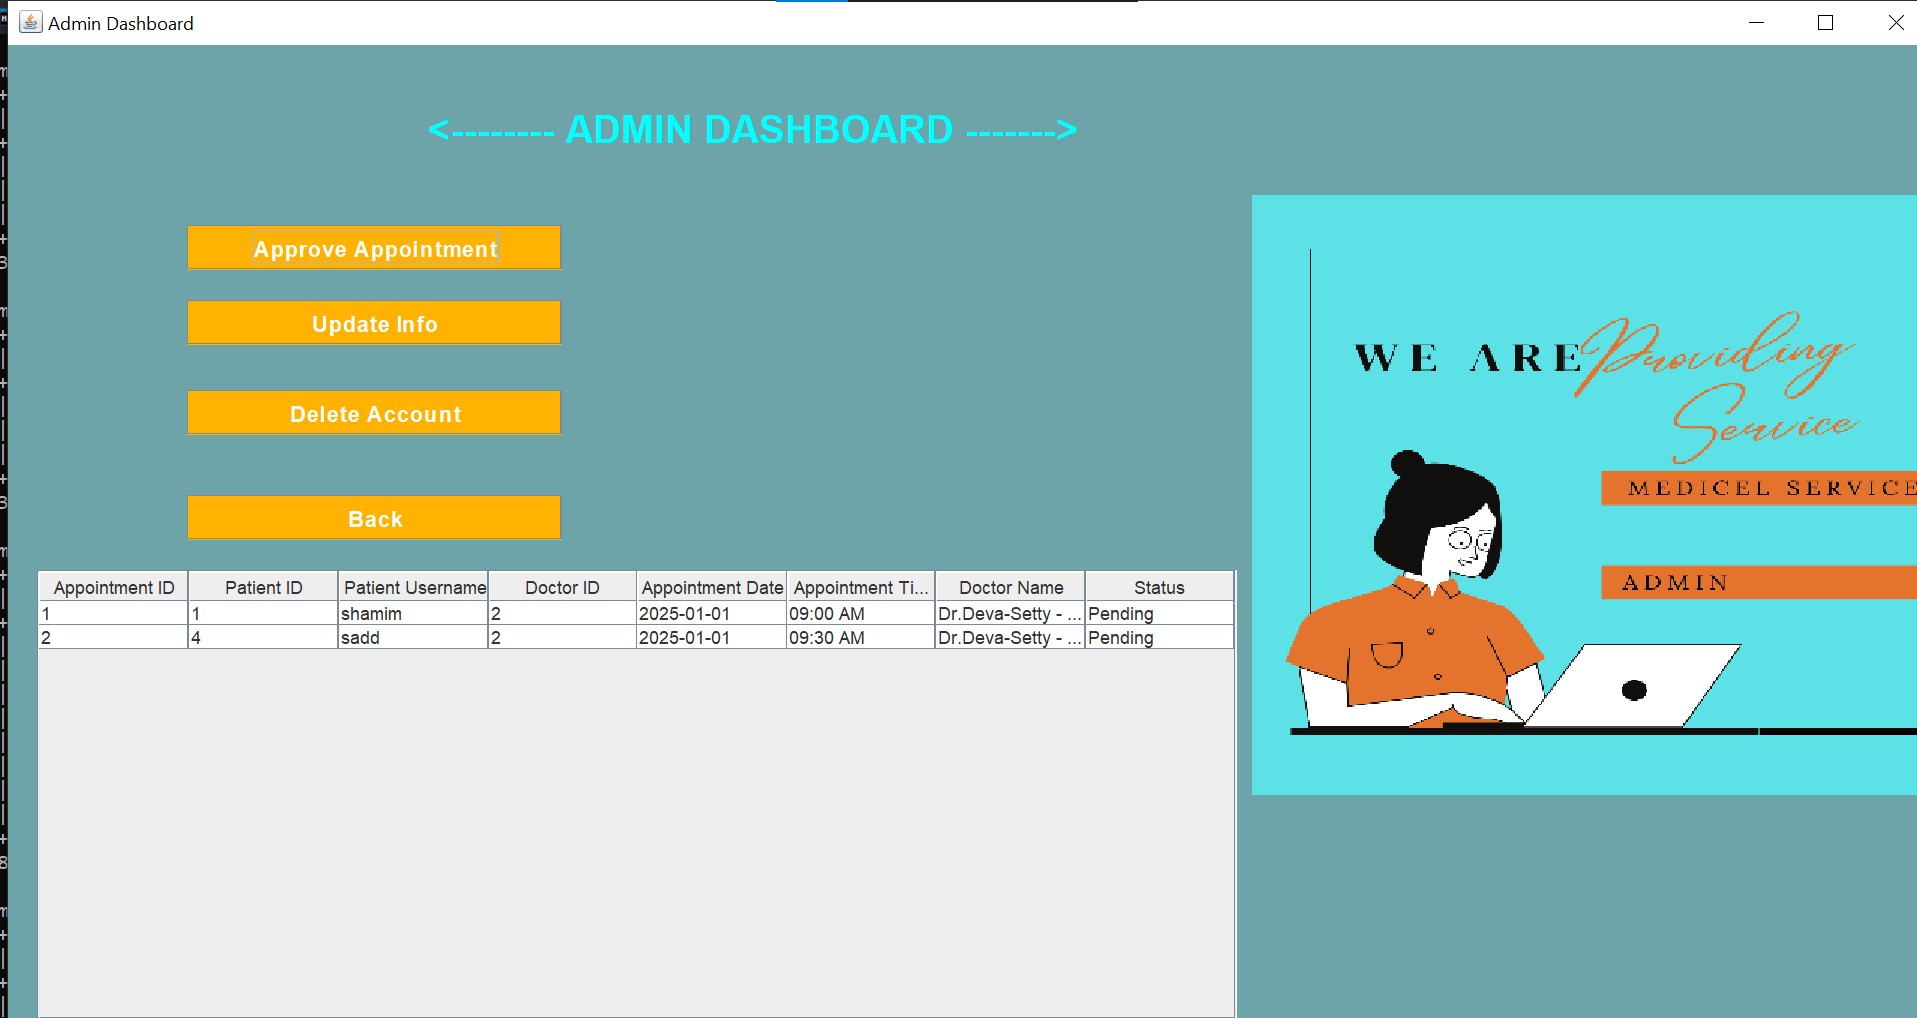 Admin Dashboard
<-------- ADMIN DASHBOARD ------->
Approve Appointment
Update Info
Delete Account
Back
Appointment ID Patient ID Patient Username Doctor ID Appointment Date Appointment Ti... Doctor Name Status
1 1 shamim 2 2025-01-01 09:00 AM Dr.Deva-Setty - ... Pending
2 4 sadd 2 2025-01-01 09:30 AM Dr.Deva-Setty - ... Pending
WE ARE Providing
Service
MEDICEL SERVICE
ADMIN